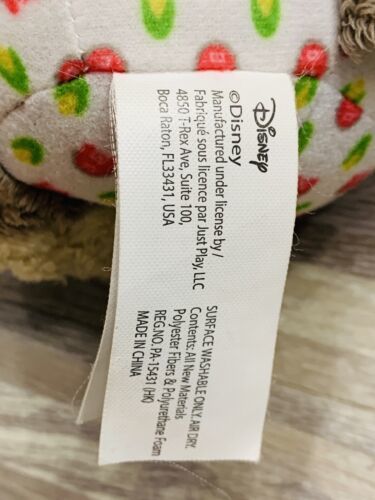 DISNEY
©Disney
Manufactured under license by /
Fabriqué sous licence par Just Play, LLC
4850 T-Rex Ave, Suite 100,
Boca Raton, FL33431, USA
SURFACE WASHABLE ONLY. AIR DRY.
Contents: All New Materials
Polyester Fibers & Polyurethane Foam
REG.NO. PA-15431 (HK)
MADE IN CHINA